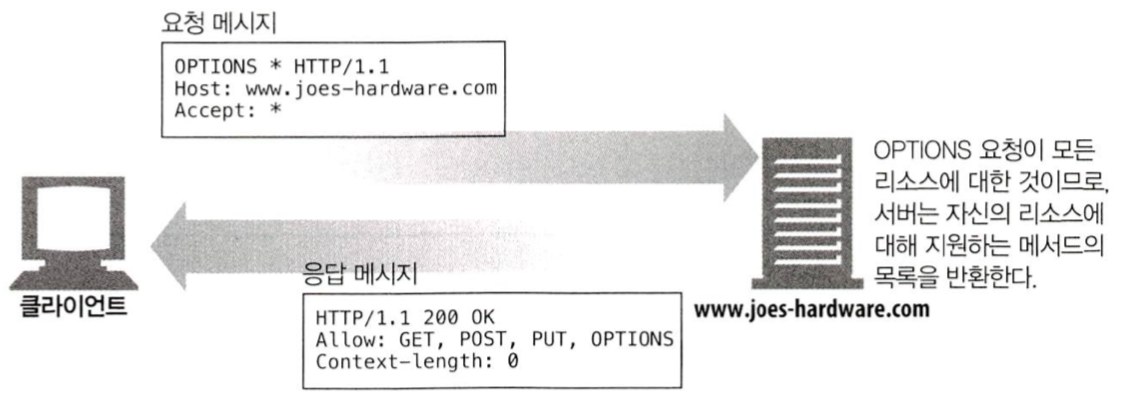 요청 메시지
OPTIONS * HTTP/1.1
Host: www.joes-hardware.com
Accept: *
OPTIONS 요청이 모든
리소스에 대한 것이므로,
서버는 자신의 리소스에
대해 지원하는 메서드의
목록을 반환한다.
클라이언트
www.joes-hardware.com
응답 메시지
HTTP/1.1 200 OK
Allow: GET, POST, PUT, OPTIONS
Context-length: 0